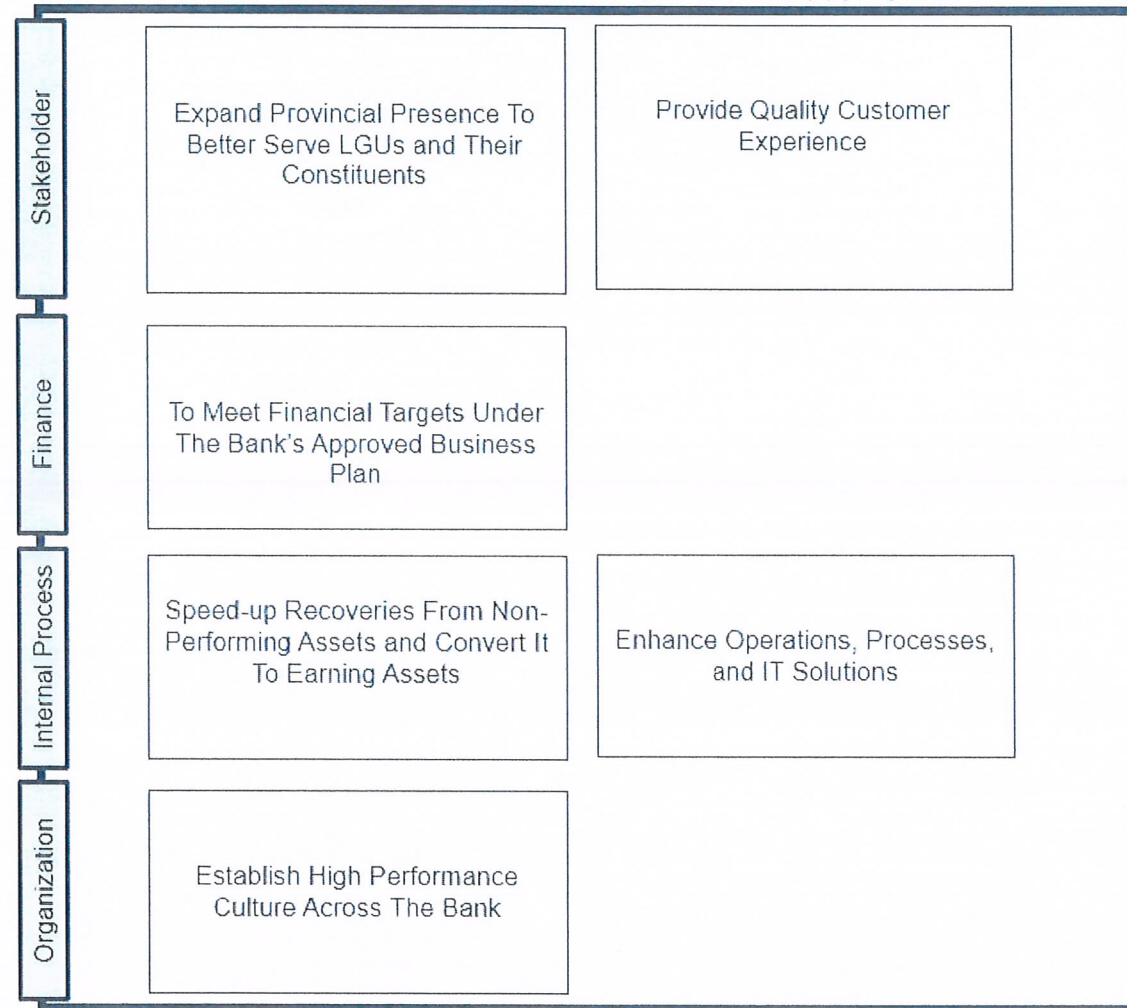 Stakeholder
Expand Provincial Presence To
Better Serve LGUs and Their
Constituents
Provide Quality Customer
Experience
Finance
To Meet Financial Targets Under
The Bank's Approved Business
Plan
Internal Process
Speed-up Recoveries From Non-
Performing Assets and Convert It
To Earning Assets
Enhance Operations, Processes,
and IT Solutions
Organization
Establish High Performance
Culture Across The Bank